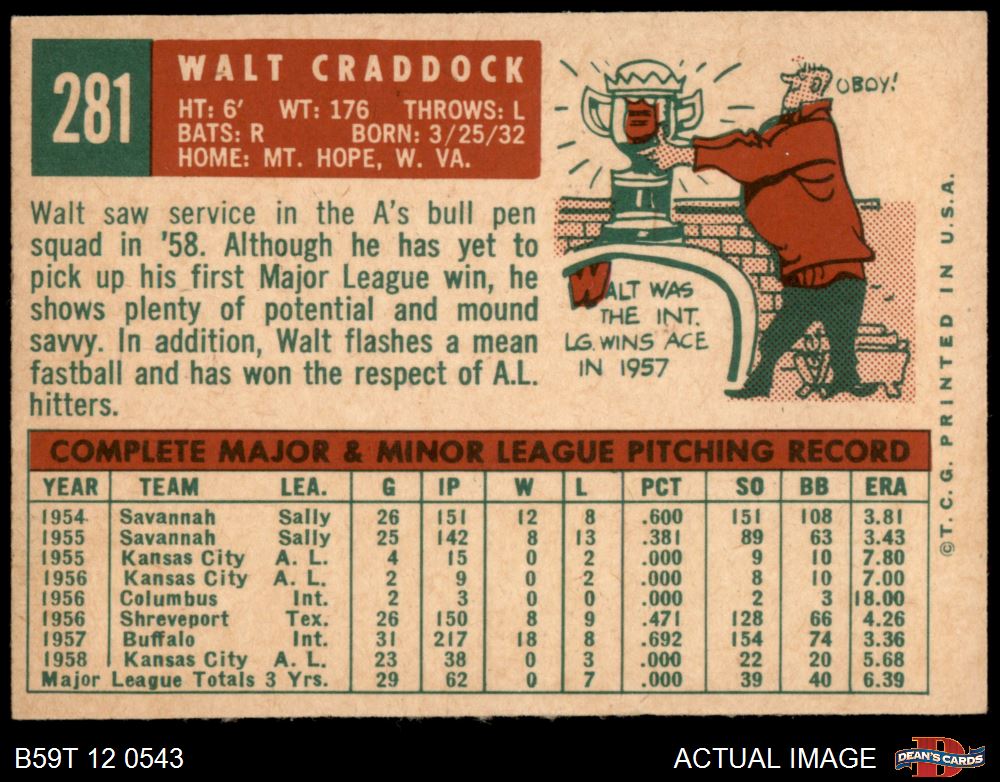 281
WALT CRADDOCK
HT: 6' WT: 176 THROWS: L
BATS: R BORN: 3/25/32
HOME: MT. HOPE, W. VA.
OBOY!
Walt saw service in the A's bull pen
squad in '58. Although he has yet to
pick up his first Major League win, he
shows plenty of potential and mound
savvy. In addition, Walt flashes a mean
fastball and has won the respect of A.L.
hitters.
WALT WAS
THE INT.
LG. WINS ACE
IN 1957
©T. C. G. PRINTED IN U.S.A.
COMPLETE MAJOR & MINOR LEAGUE PITCHING RECORD
YEAR TEAM LEA. G IP W L PCT SO BB ERA
1954 Savannah Sally 26 151 12 8 .600 151 108 3.81
1955 Savannah Sally 25 142 8 13 .381 89 63 3.43
1955 Kansas City A. L. 4 15 0 2 .000 9 10 7.80
1956 Kansas City A. L. 2 9 0 2 .000 8 10 7.00
1956 Columbus Int. 2 3 0 0 .000 2 3 18.00
1956 Shreveport Tex. 26 150 8 9 .471 128 66 4.26
1957 Buffalo Int. 31 217 18 8 .692 154 74 3.36
1958 Kansas City A. L. 23 38 0 3 .000 22 20 5.68
Major League Totals 3 Yrs. 29 62 0 7 .000 39 40 6.39
B59T 12 0543
ACTUAL IMAGE
D
DEAN'S CARDS